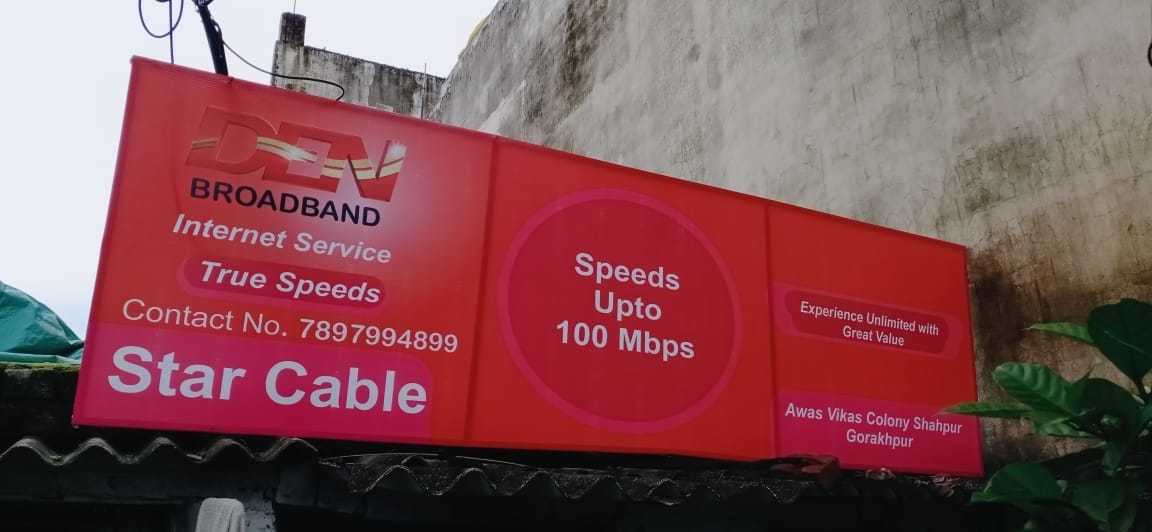 DEN
BROADBAND
Internet Service
True Speeds
Contact No. 7897994899
Star Cable
Speeds
Upto
100 Mbps
Experience Unlimited with
Great Value
Awas Vikas Colony Shahpur
Gorakhpur